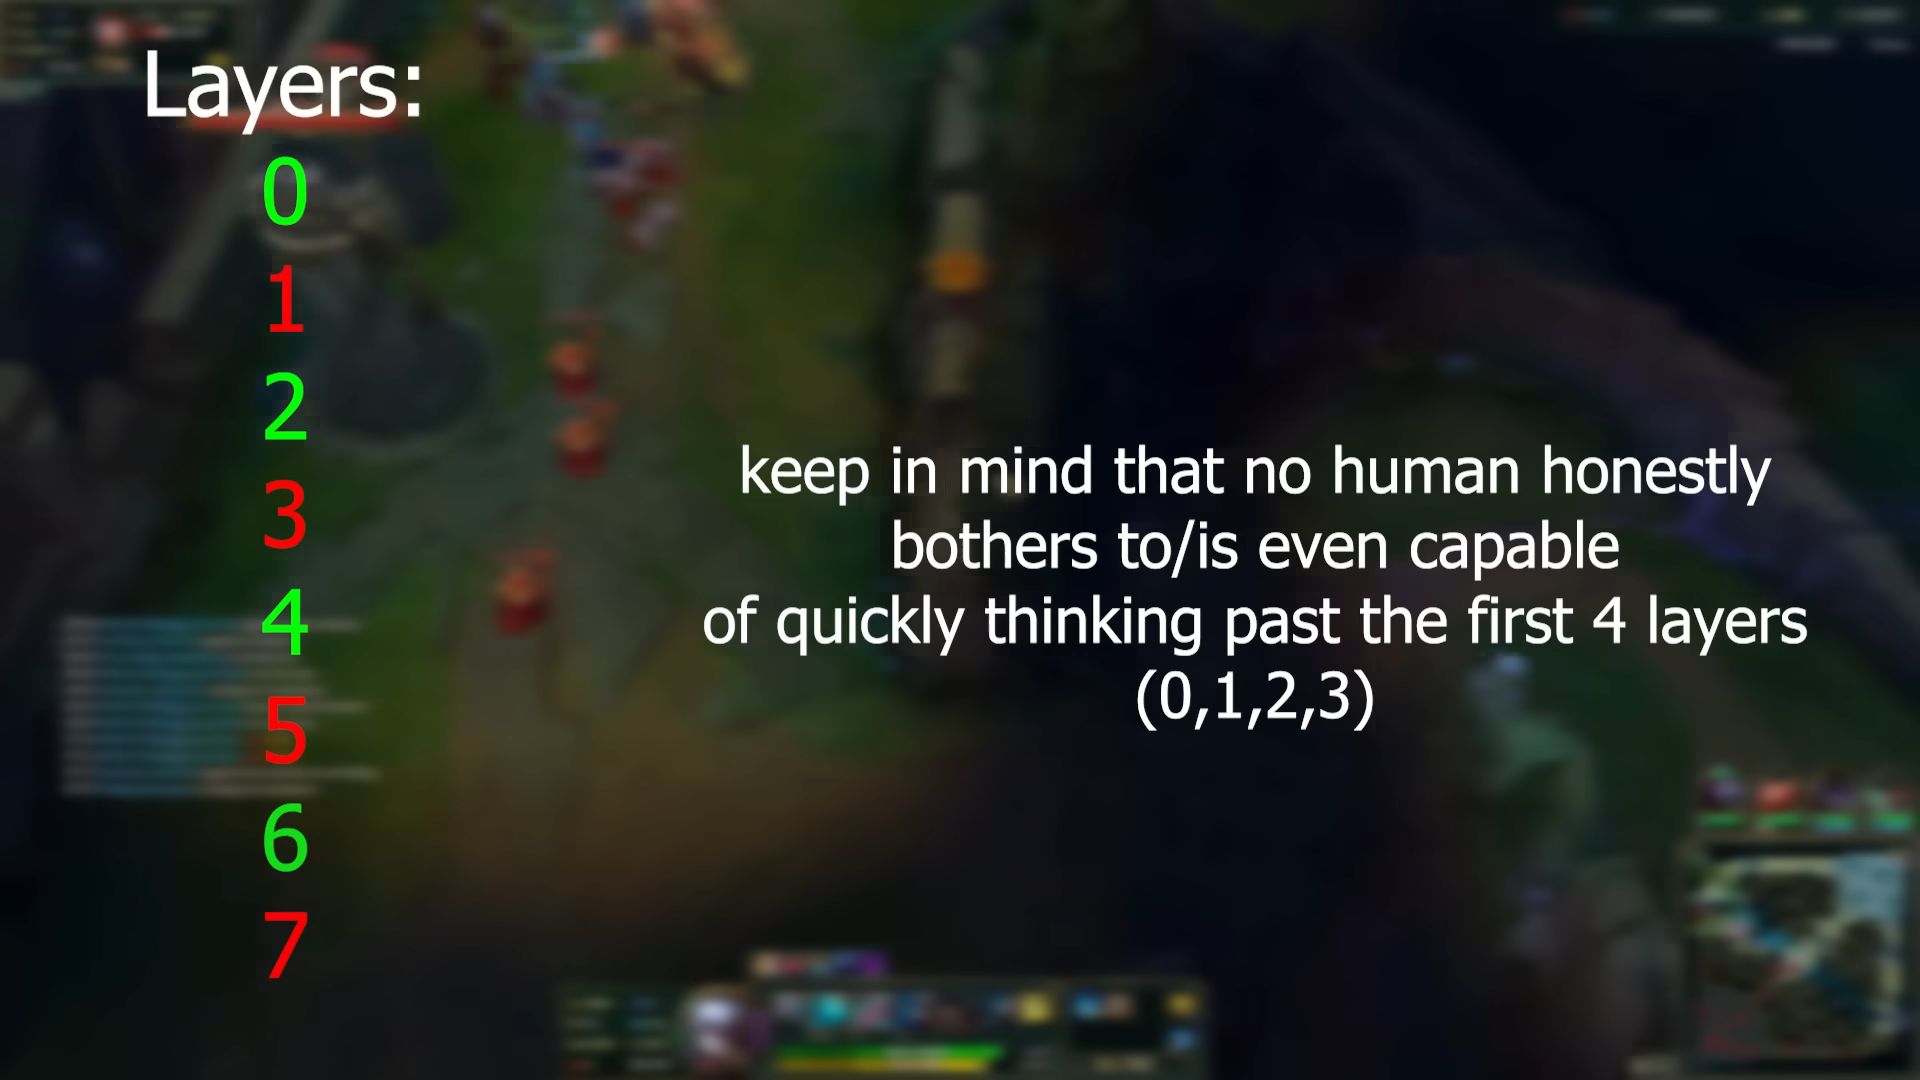 Layers:
0
1
2
3
4
5
6
7
keep in mind that no human honestly
bothers to/is even capable
of quickly thinking past the first 4 layers
(0,1,2,3)